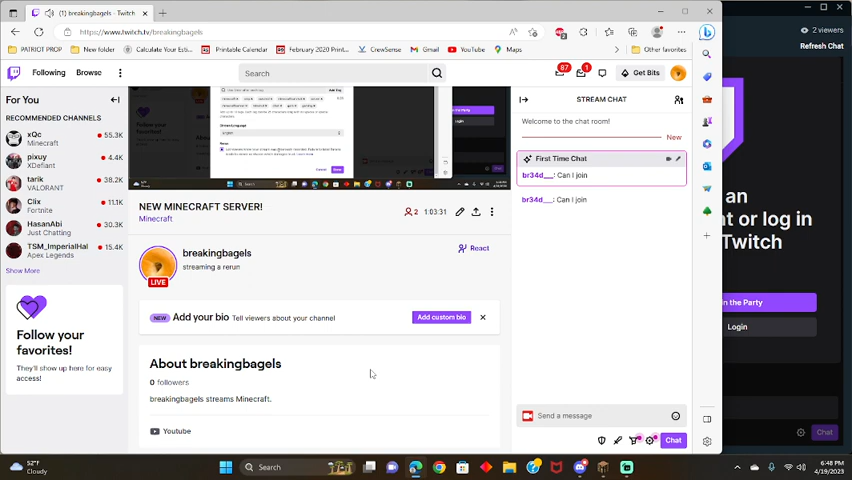 (1) breakingbagels - Twitch
https://www.twitch.tv/breakingbagels
PATRIOT PROP
New folder
Calculate Your Esti...
Printable Calendar
February 2020 Print...
CrewSense
Gmail
YouTube
Maps
Other favorites
Following
Browse
Search
87
1
Get Bits
2 viewers
Refresh Chat
For You
RECOMMENDED CHANNELS
xQc
Minecraft
55.3K
pixuy
XDefiant
4.4K
tarik
VALORANT
38.2K
Clix
Fortnite
11.1K
HasanAbi
Just Chatting
30.3K
TSM_ImperialHal
Apex Legends
15.4K
Show More
Follow your
favorites!
They'll show up here for easy
access!
NEW MINECRAFT SERVER!
Minecraft
2
1:03:31
breakingbagels
streaming a rerun
LIVE
React
NEW
Add your bio
Tell viewers about your channel
Add custom bio
About breakingbagels
0 followers
breakingbagels streams Minecraft.
Youtube
STREAM CHAT
Welcome to the chat room!
New
First Time Chat
br34d___: Can I join
br34d___: Can I join
Send a message
Chat
an
t or log in
Twitch
n the Party
Login
Chat
52°F
Cloudy
Search
6:48 PM
4/19/2023